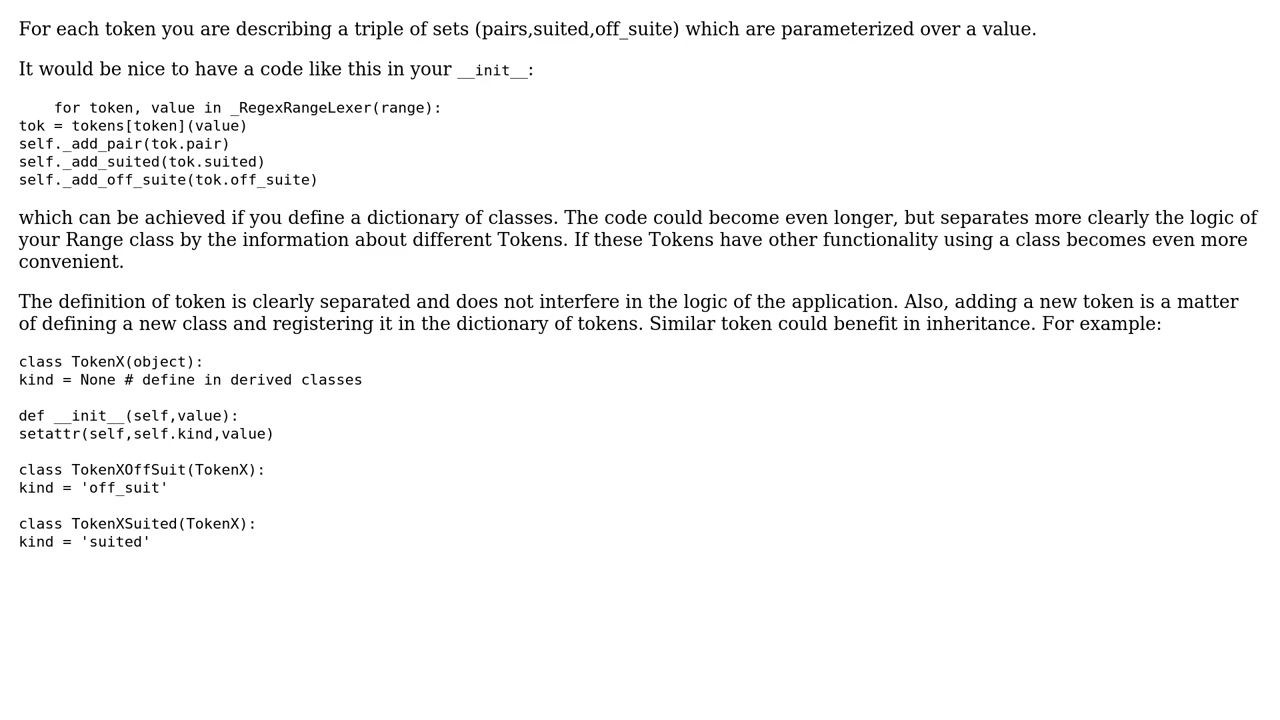 For each token you are describing a triple of sets (pairs,suited,off_suite) which are parameterized over a value.
It would be nice to have a code like this in your __init__:
    for token, value in _RegexRangeLexer(range):
tok = tokens[token](value)
self._add_pair(tok.pair)
self._add_suited(tok.suited)
self._add_off_suite(tok.off_suite)
which can be achieved if you define a dictionary of classes. The code could become even longer, but separates more clearly the logic of
your Range class by the information about different Tokens. If these Tokens have other functionality using a class becomes even more
convenient.
The definition of token is clearly separated and does not interfere in the logic of the application. Also, adding a new token is a matter
of defining a new class and registering it in the dictionary of tokens. Similar token could benefit in inheritance. For example:
class TokenX(object):
kind = None # define in derived classes
def __init__(self,value):
setattr(self,self.kind,value)
class TokenXOffSuit(TokenX):
kind = 'off_suit'
class TokenXSuited(TokenX):
kind = 'suited'